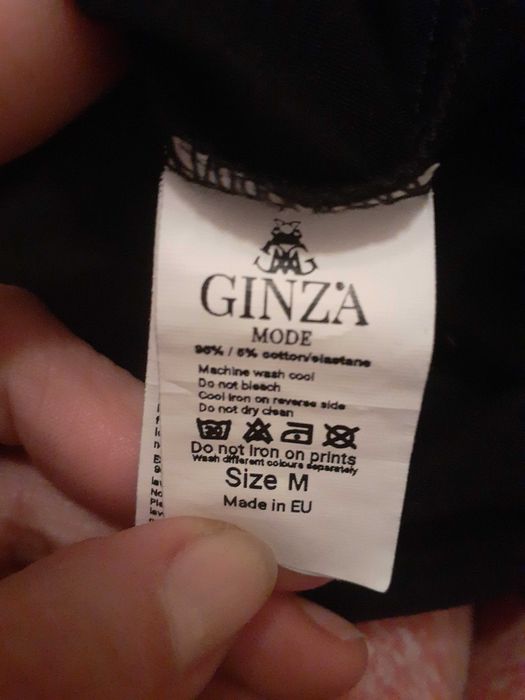 GINZ'A
MODE
95% / 5% cotton/elastane
Machine wash cool
Do not bleach
Cool iron on reverse side
Do not dry clean
Do not iron on prints
Wash different colours separately
Size M
Made in EU